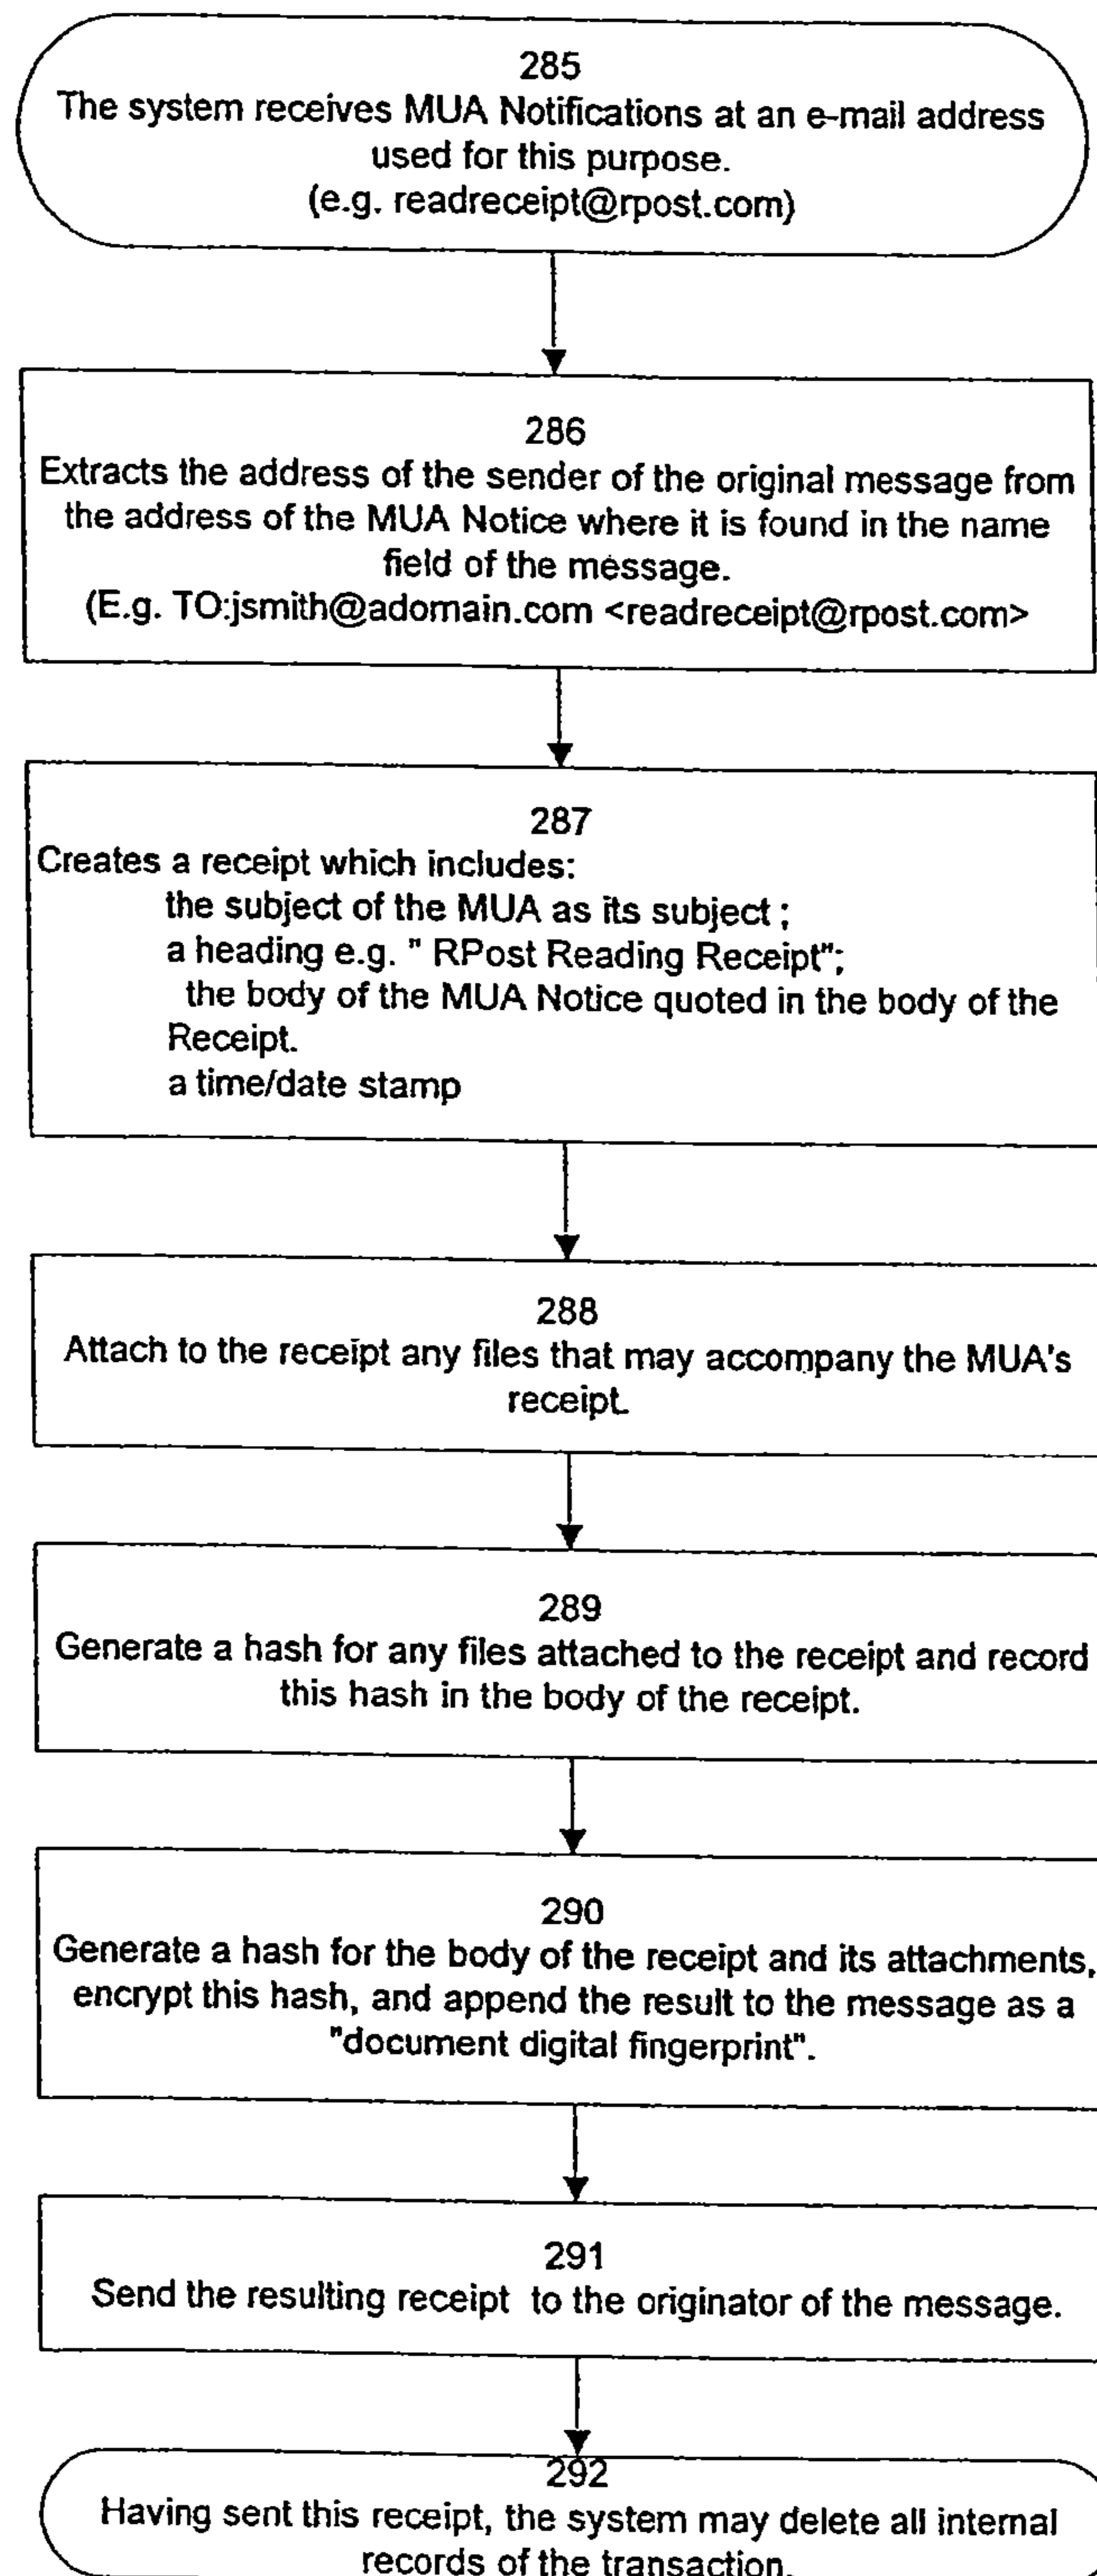 285
The system receives MUA Notifications at an e-mail address
used for this purpose.
(e.g. readreceipt@rpost.com)
286
Extracts the address of the sender of the original message from
the address of the MUA Notice where it is found in the name
field of the message.
(E.g. TO:jsmith@adomain.com <readreceipt@rpost.com>
287
Creates a receipt which includes:
the subject of the MUA as its subject ;
a heading e.g. " RPost Reading Receipt";
the body of the MUA Notice quoted in the body of the
Receipt.
a time/date stamp
288
Attach to the receipt any files that may accompany the MUA's
receipt.
289
Generate a hash for any files attached to the receipt and record
this hash in the body of the receipt.
290
Generate a hash for the body of the receipt and its attachments,
encrypt this hash, and append the result to the message as a
"document digital fingerprint".
291
Send the resulting receipt to the originator of the message.
292
Having sent this receipt, the system may delete all internal
records of the transaction.